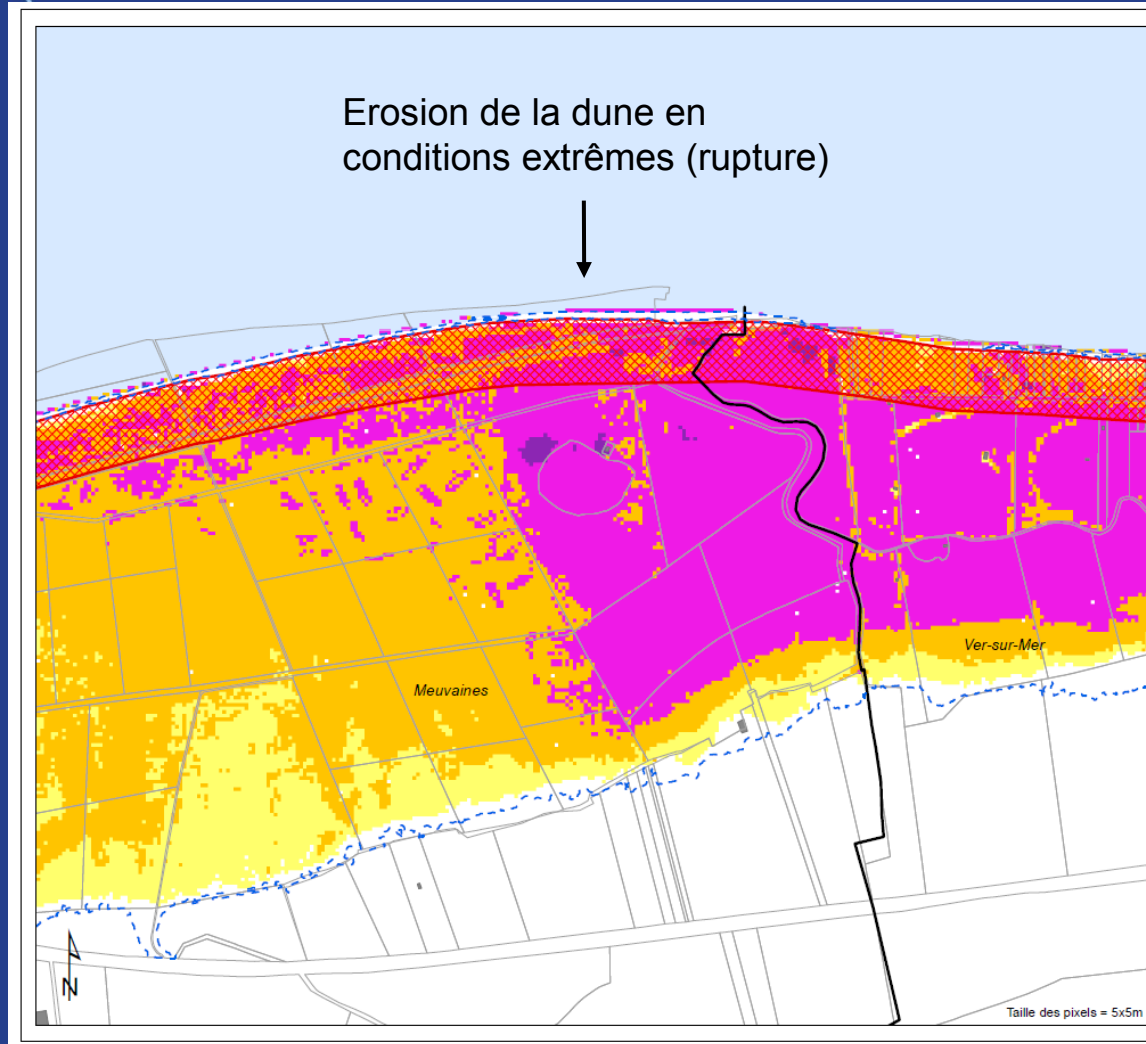 Erosion de la dune en
conditions extrêmes (rupture)
Ver-sur-Mer
Meuvaines
N
Taille des pixels = 5x5m